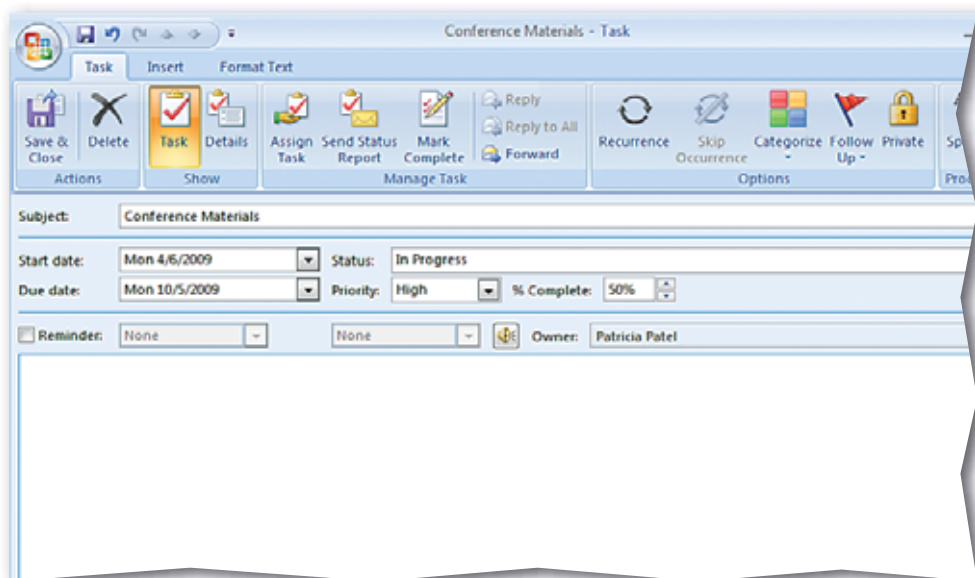 Conference Materials - Task
Task Insert Format Text
Save & Close Delete Task Details Assign Task Send Status Report Mark Complete Reply Reply to All Forward Recurrence Skip Occurrence Categorize Follow Up Private
Actions Show Manage Task Options
Subject: Conference Materials
Start date: Mon 4/6/2009 Status: In Progress
Due date: Mon 10/5/2009 Priority: High % Complete: 50%
Reminder: None None Owner: Patricia Patel